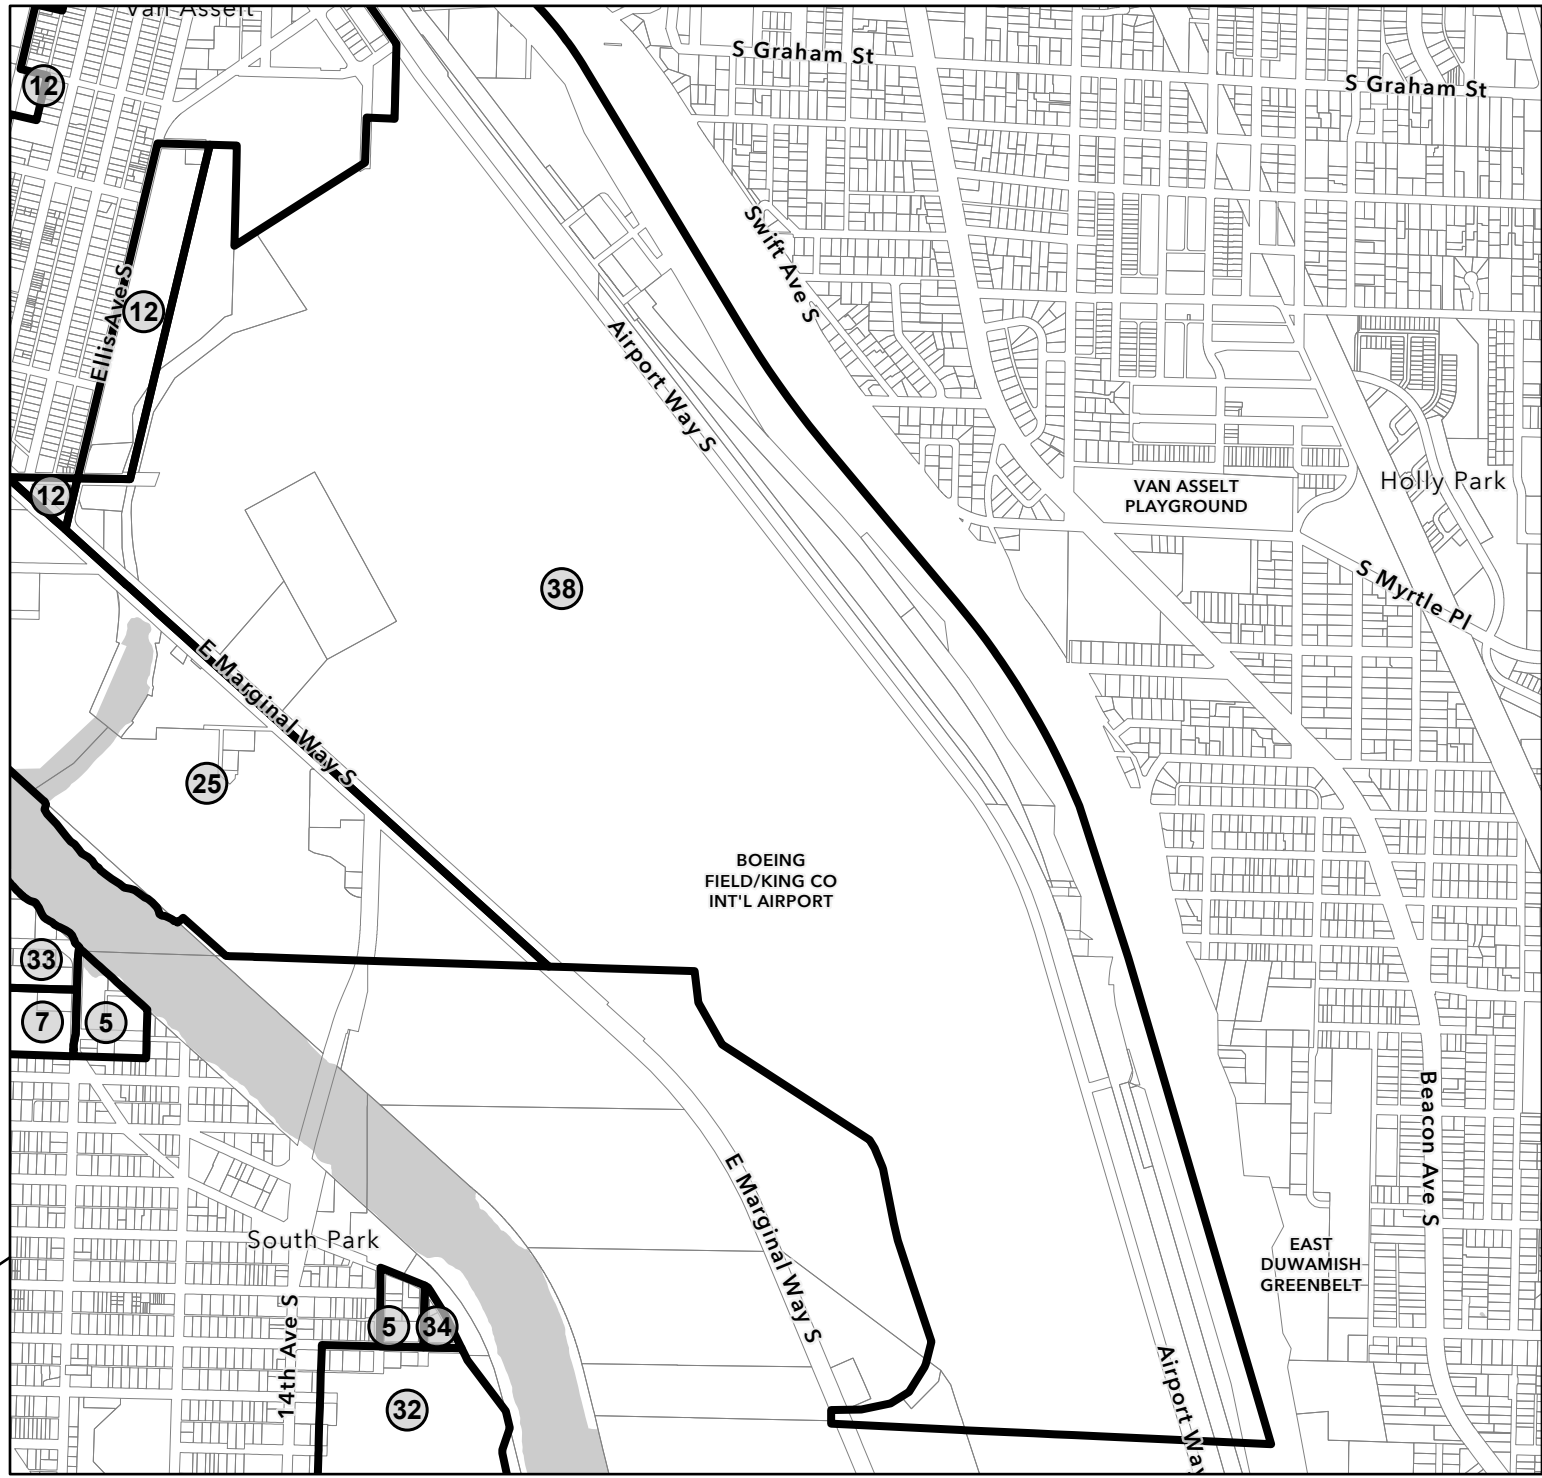 Van Asselt
S Graham St
S Graham St
12
Swift Ave S
Ellis Ave S
12
Airport Way S
Holly Park
VAN ASSELT
PLAYGROUND
12
S Myrtle Pl
38
E Marginal Way S
25
BOEING
FIELD/KING CO
INT'L AIRPORT
33
7
5
Beacon Ave S
E Marginal Way S
South Park
EAST
DUWAMISH
GREENBELT
5
34
14th Ave S
32
Airport Way